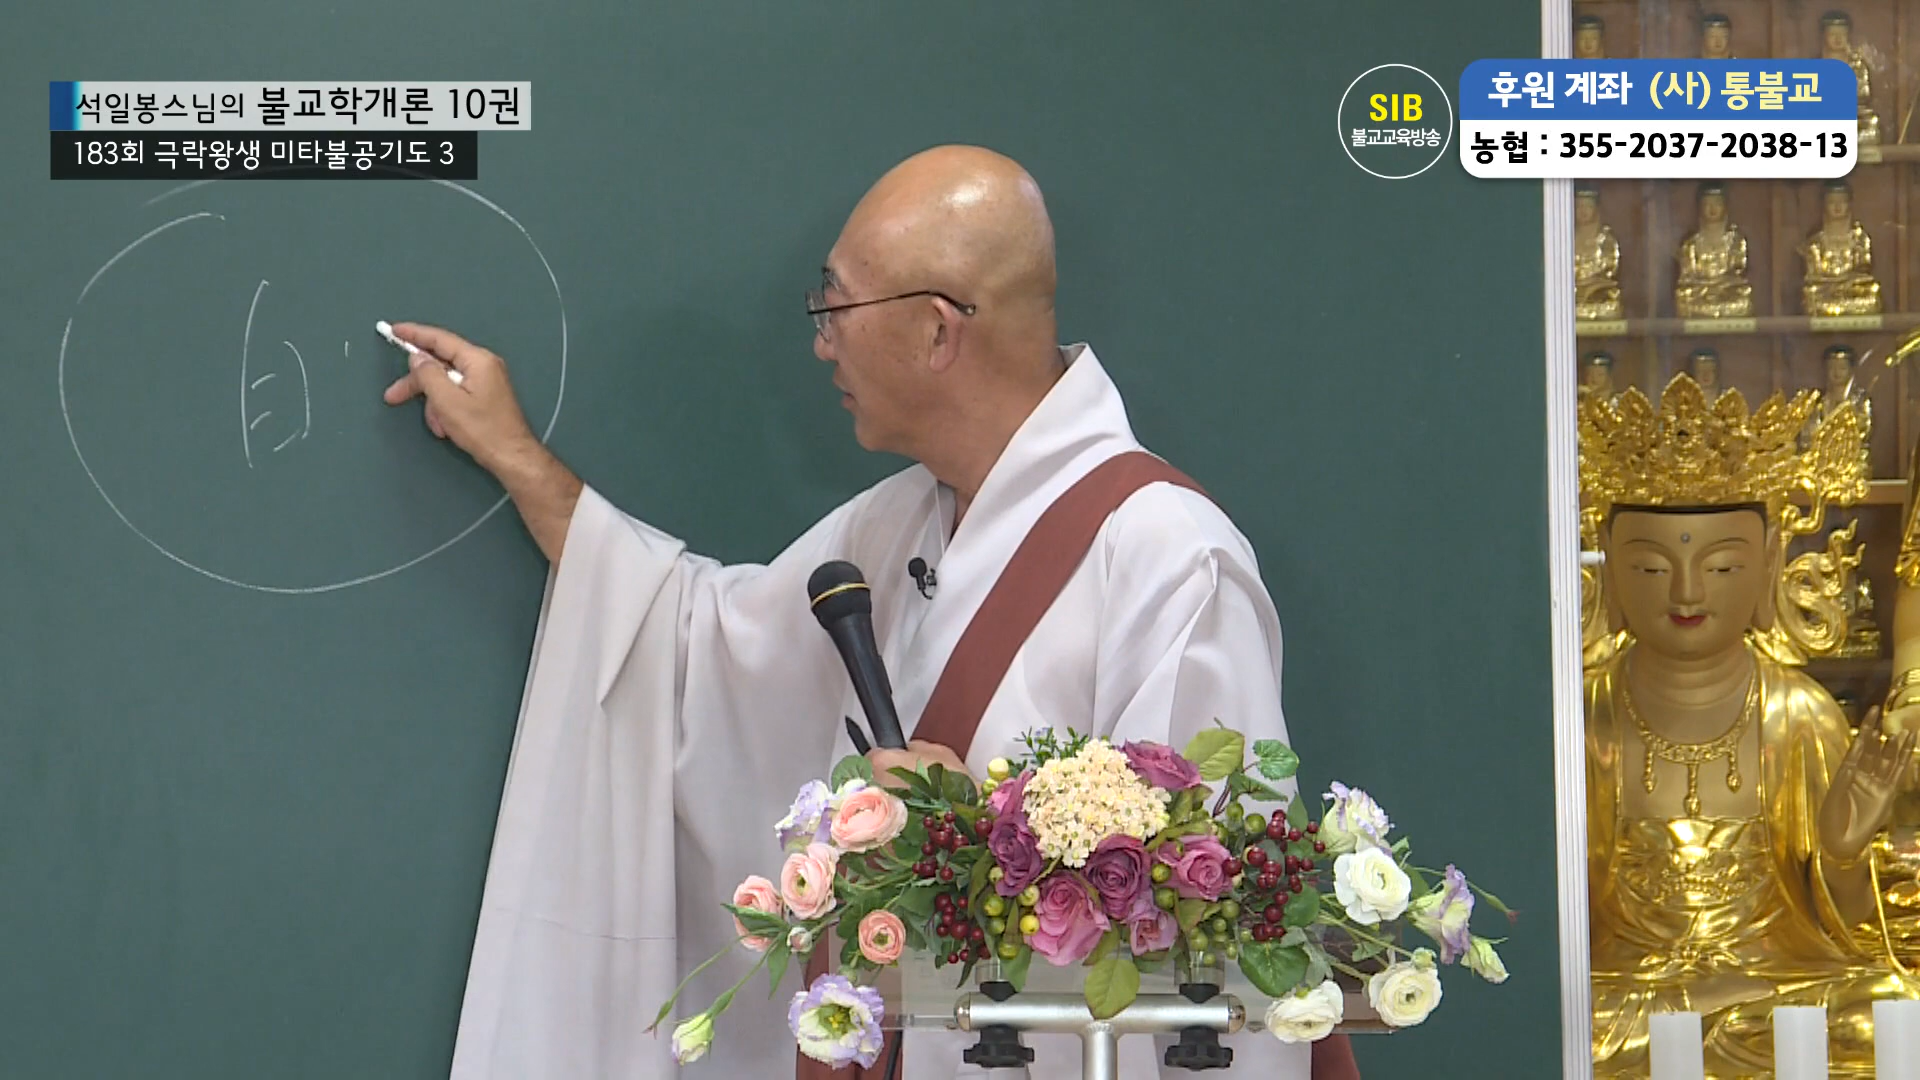 석일봉스님의 불교학개론 10권
183회 극락왕생 미타불공기도 3
SIB
불교교육방송
후원 계좌 (사) 통불교
농협 : 355-2037-2038-13